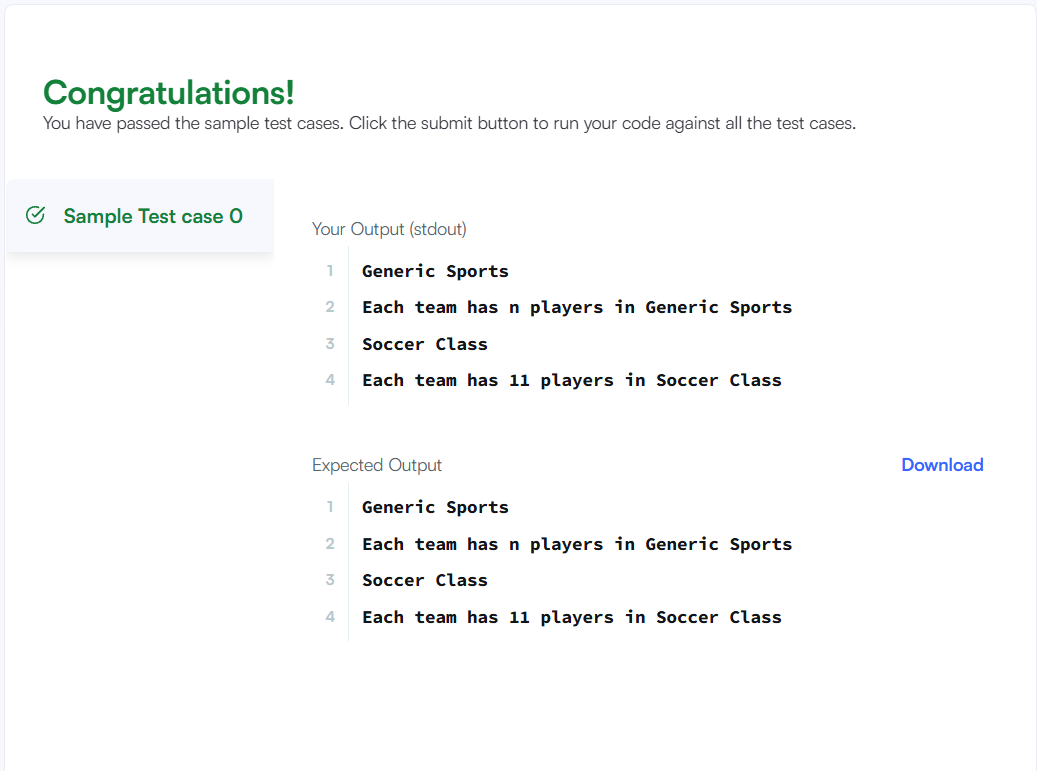 Congratulations!
You have passed the sample test cases. Click the submit button to run your code against all the test cases.
Sample Test case 0
Your Output (stdout)
1 Generic Sports
2 Each team has n players in Generic Sports
3 Soccer Class
4 Each team has 11 players in Soccer Class
Expected Output Download
1 Generic Sports
2 Each team has n players in Generic Sports
3 Soccer Class
4 Each team has 11 players in Soccer Class